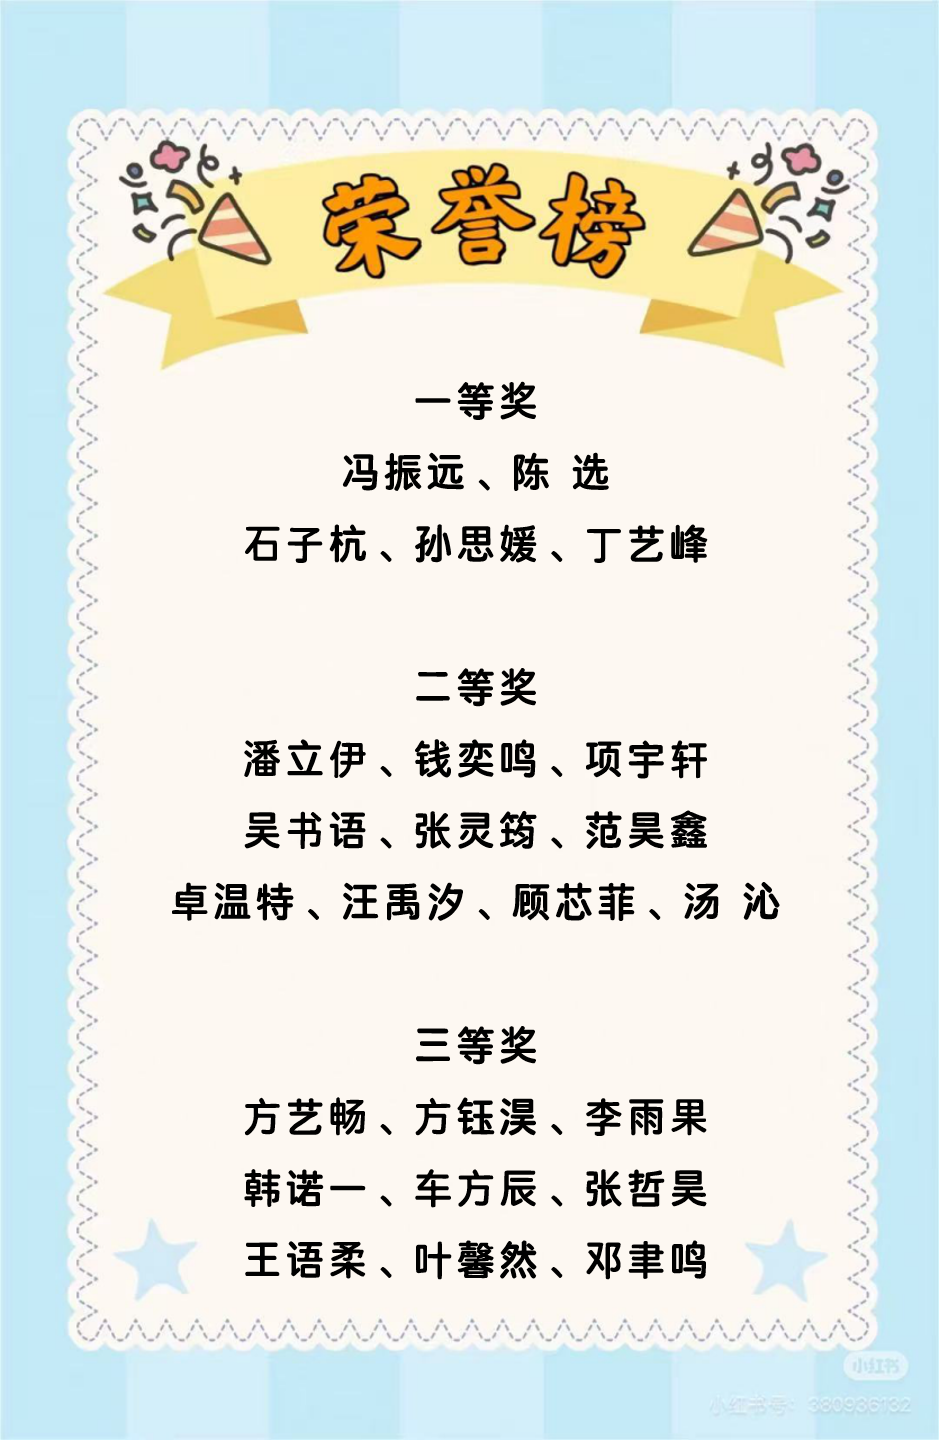 荣誉榜
一等奖
冯振远、陈 选
石子杭、孙思媛、丁艺峰
二等奖
潘立伊、钱奕鸣、项宇轩
吴书语、张灵筠、范昊鑫
卓温特、汪禹汐、顾芯菲、汤 沁
三等奖
方艺畅、方钰淏、李雨果
韩诺一、车方辰、张哲昊
王语柔、叶馨然、邓聿鸣
小红书
小红书号：380936132